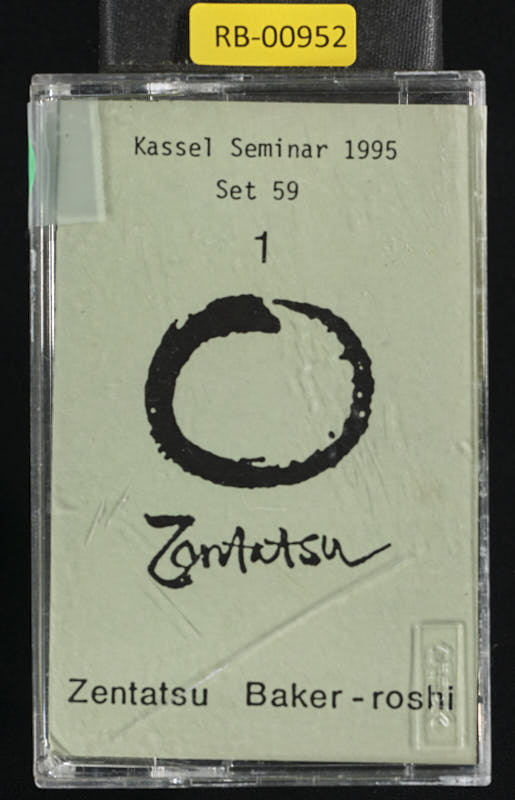 RB-00952
Kassel Seminar 1995
Set 59
1
Zentatsu
Zentatsu Baker-roshi